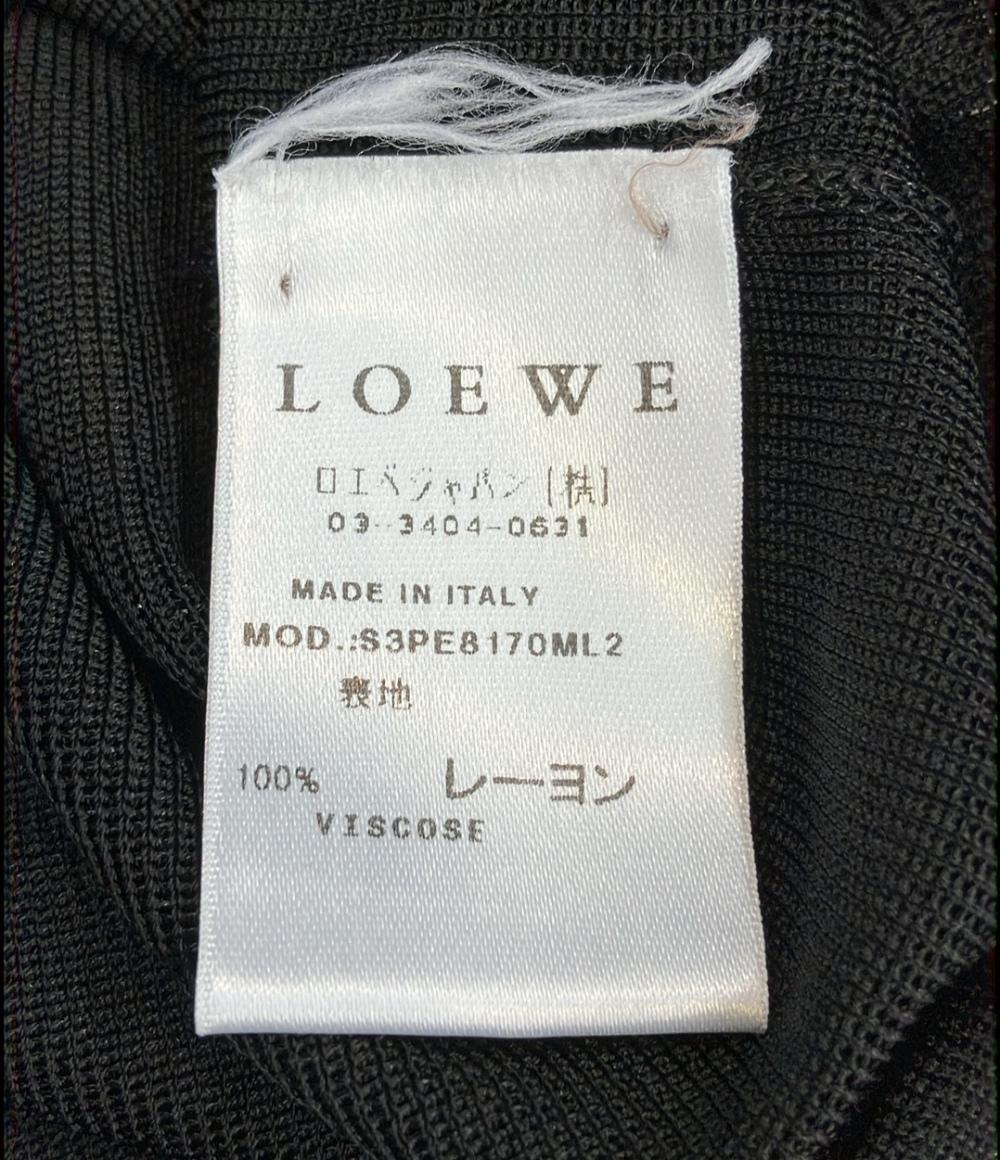 LOEWE
ロエベジャパン[株]
03-3404-0631
MADE IN ITALY
MOD.:S3PE8170ML2
表地
100% レーヨン
VISCOSE